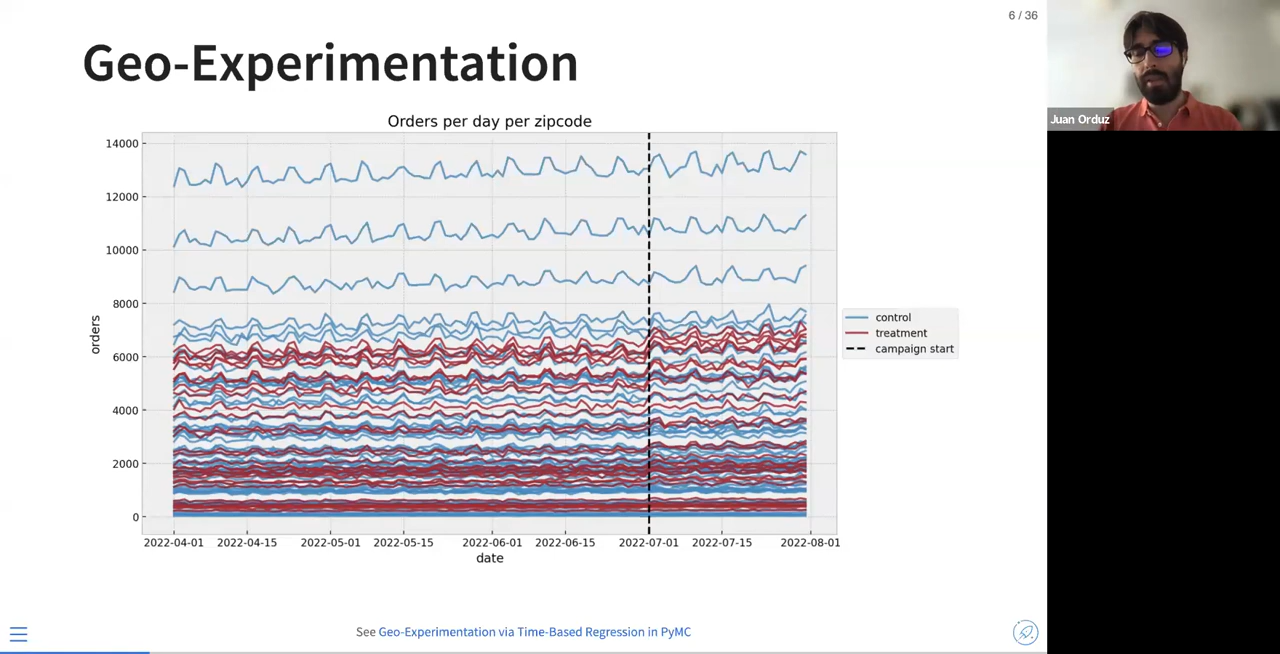 6 / 36
Geo-Experimentation
Juan Orduz
Orders per day per zipcode
14000
12000
10000
8000
6000
4000
2000
0
orders
2022-04-01 2022-04-15 2022-05-01 2022-05-15 2022-06-01 2022-06-15 2022-07-01 2022-07-15 2022-08-01
date
control
treatment
campaign start
See Geo-Experimentation via Time-Based Regression in PyMC